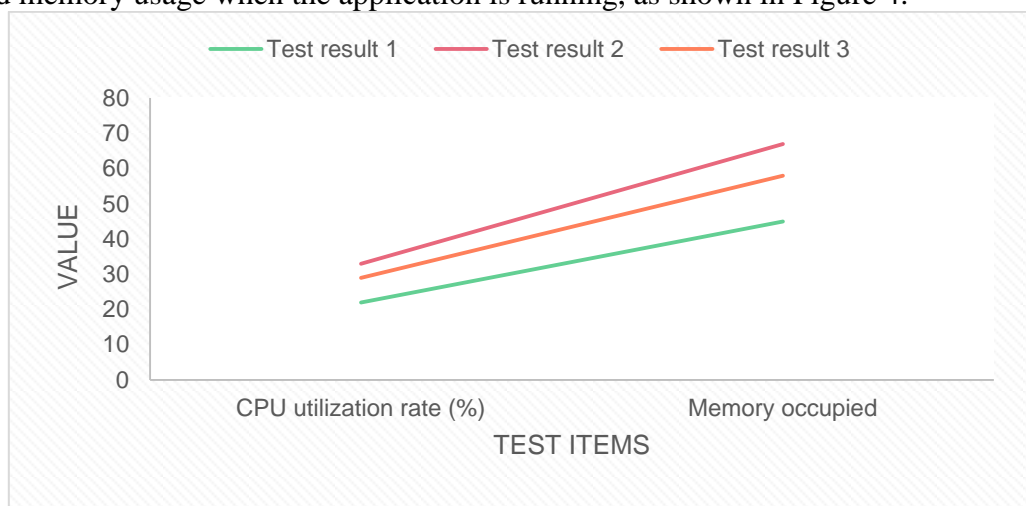 memory usage when the application is running, as shown in Figure 4.
Test result 1 Test result 2 Test result 3
80
70
60
50
40
30
20
10
0
VALUE
CPU utilization rate (%) Memory occupied
TEST ITEMS